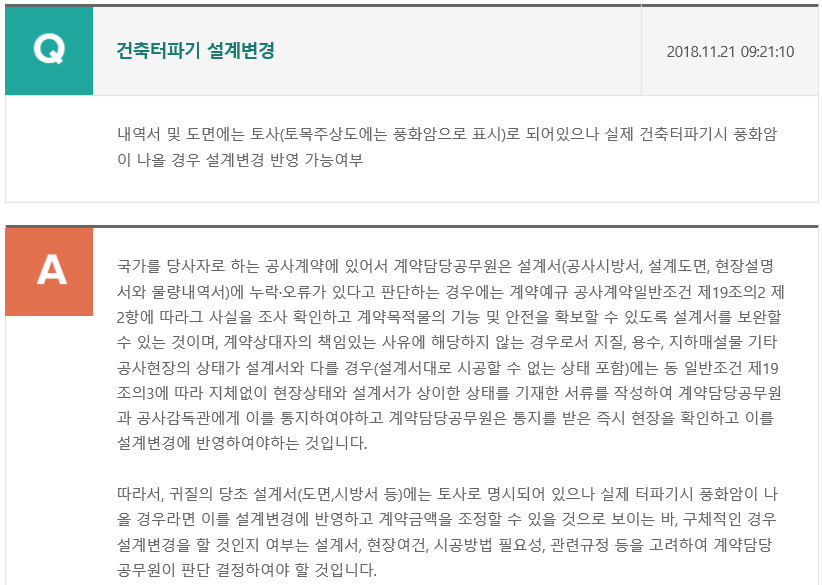 Q
건축터파기 설계변경
2018.11.21 09:21:10
내역서 및 도면에는 토사(토목주상도에는 풍화암으로 표시)로 되어있으나 실제 건축터파기시 풍화암
이 나올 경우 설계변경 반영 가능여부
A
국가를 당사자로 하는 공사계약에 있어서 계약담당공무원은 설계서(공사시방서, 설계도면, 현장설명
서와 물량내역서)에 누락·오류가 있다고 판단하는 경우에는 계약예규 공사계약일반조건 제19조의2 제
2항에 따라그 사실을 조사 확인하고 계약목적물의 기능 및 안전을 확보할 수 있도록 설계서를 보완할
수 있는 것이며, 계약상대자의 책임있는 사유에 해당하지 않는 경우로서 지질, 용수, 지하매설물 기타
공사현장의 상태가 설계서와 다를 경우(설계서대로 시공할 수 없는 상태 포함)에는 동 일반조건 제19
조의3에 따라 지체없이 현장상태와 설계서가 상이한 상태를 기재한 서류를 작성하여 계약담당공무원
과 공사감독관에게 이를 통지하여야하고 계약담당공무원은 통지를 받은 즉시 현장을 확인하고 이를
설계변경에 반영하여야하는 것입니다.
따라서, 귀질의 당초 설계서(도면,시방서 등)에는 토사로 명시되어 있으나 실제 터파기시 풍화암이 나
올 경우라면 이를 설계변경에 반영하고 계약금액을 조정할 수 있을 것으로 보이는 바, 구체적인 경우
설계변경을 할 것인지 여부는 설계서, 현장여건, 시공방법 필요성, 관련규정 등을 고려하여 계약담당
공무원이 판단 결정하여야 할 것입니다.